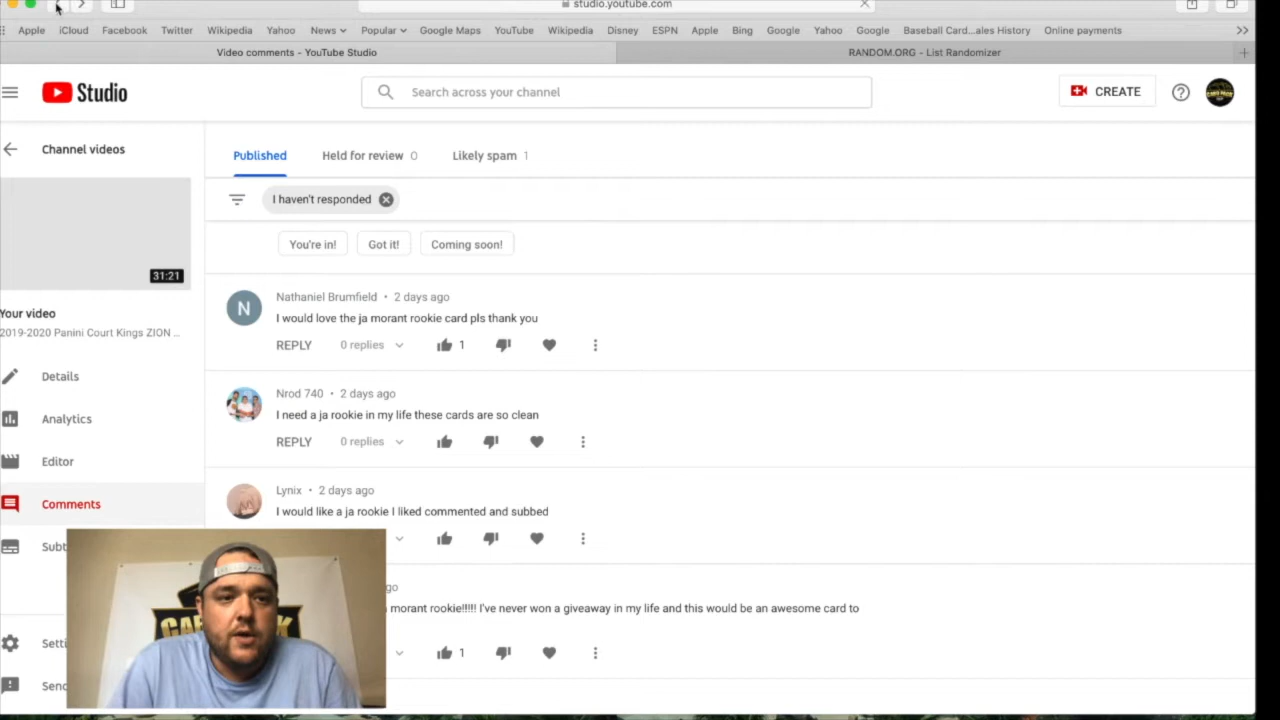 studio.youtube.com
Apple iCloud Facebook Twitter Wikipedia Yahoo News Popular Google Maps YouTube Wikipedia Disney ESPN Apple Bing Google Yahoo Google Baseball Card...ales History Online payments
Video comments - YouTube Studio RANDOM.ORG - List Randomizer
Studio
Search across your channel
CREATE
Channel videos
Published Held for review 0 Likely spam 1
I haven't responded
You're in! Got it! Coming soon!
31:21
Nathaniel Brumfield • 2 days ago
I would love the ja morant rookie card pls thank you
REPLY 0 replies 1
Your video
2019-2020 Panini Court Kings ZION ...
Details
Analytics
Editor
Comments
Subt
Setti
Send
Nrod 740 • 2 days ago
I need a ja rookie in my life these cards are so clean
REPLY 0 replies
Lynix • 2 days ago
I would like a ja rookie I liked commented and subbed
go
morant rookie!!!!! I've never won a giveaway in my life and this would be an awesome card to
1